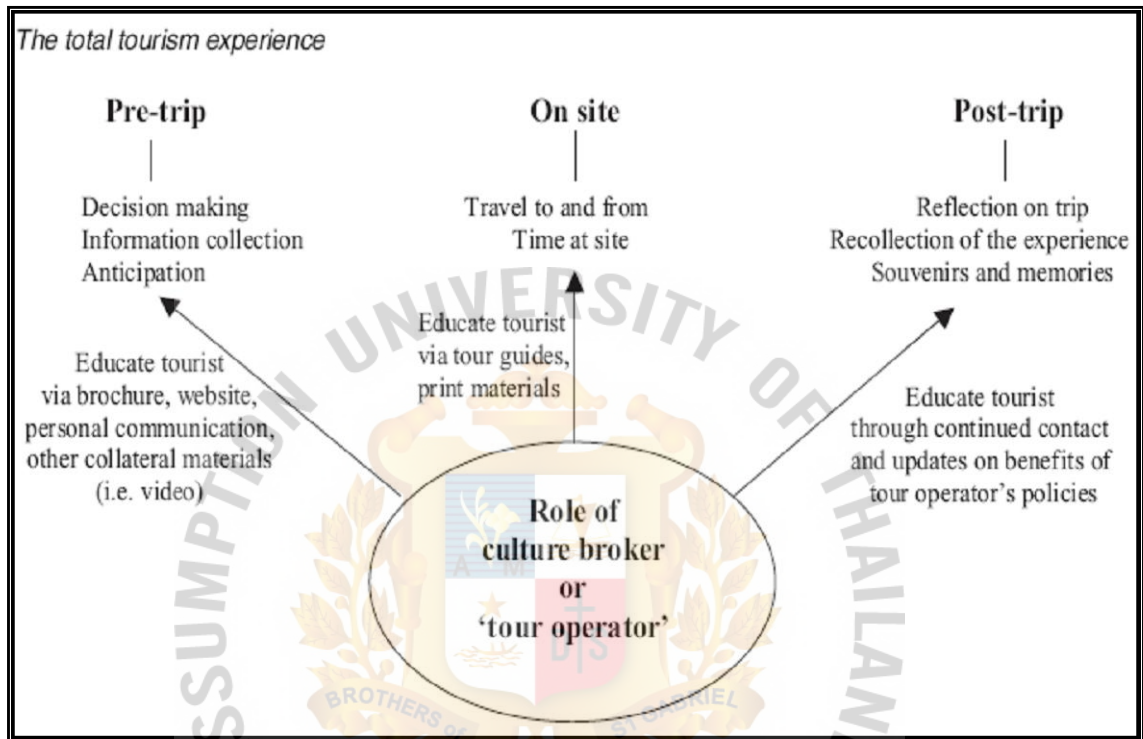 The total tourism experience
Pre-trip
Decision making
Information collection
Anticipation
On site
Travel to and from
Time at site
Post-trip
Reflection on trip
Recollection of the experience
Souvenirs and memories
Educate tourist
via brochure, website,
personal communication,
other collateral materials
(i.e. video)
Educate tourist
via tour guides,
print materials
Educate tourist
through continued contact
and updates on benefits of
tour operator's policies
Role of
culture broker
or
‘tour operator’
ASSUMPTION UNIVERSITY OF THAILAND
A M
D S
BROTHERS of ST GABRIEL